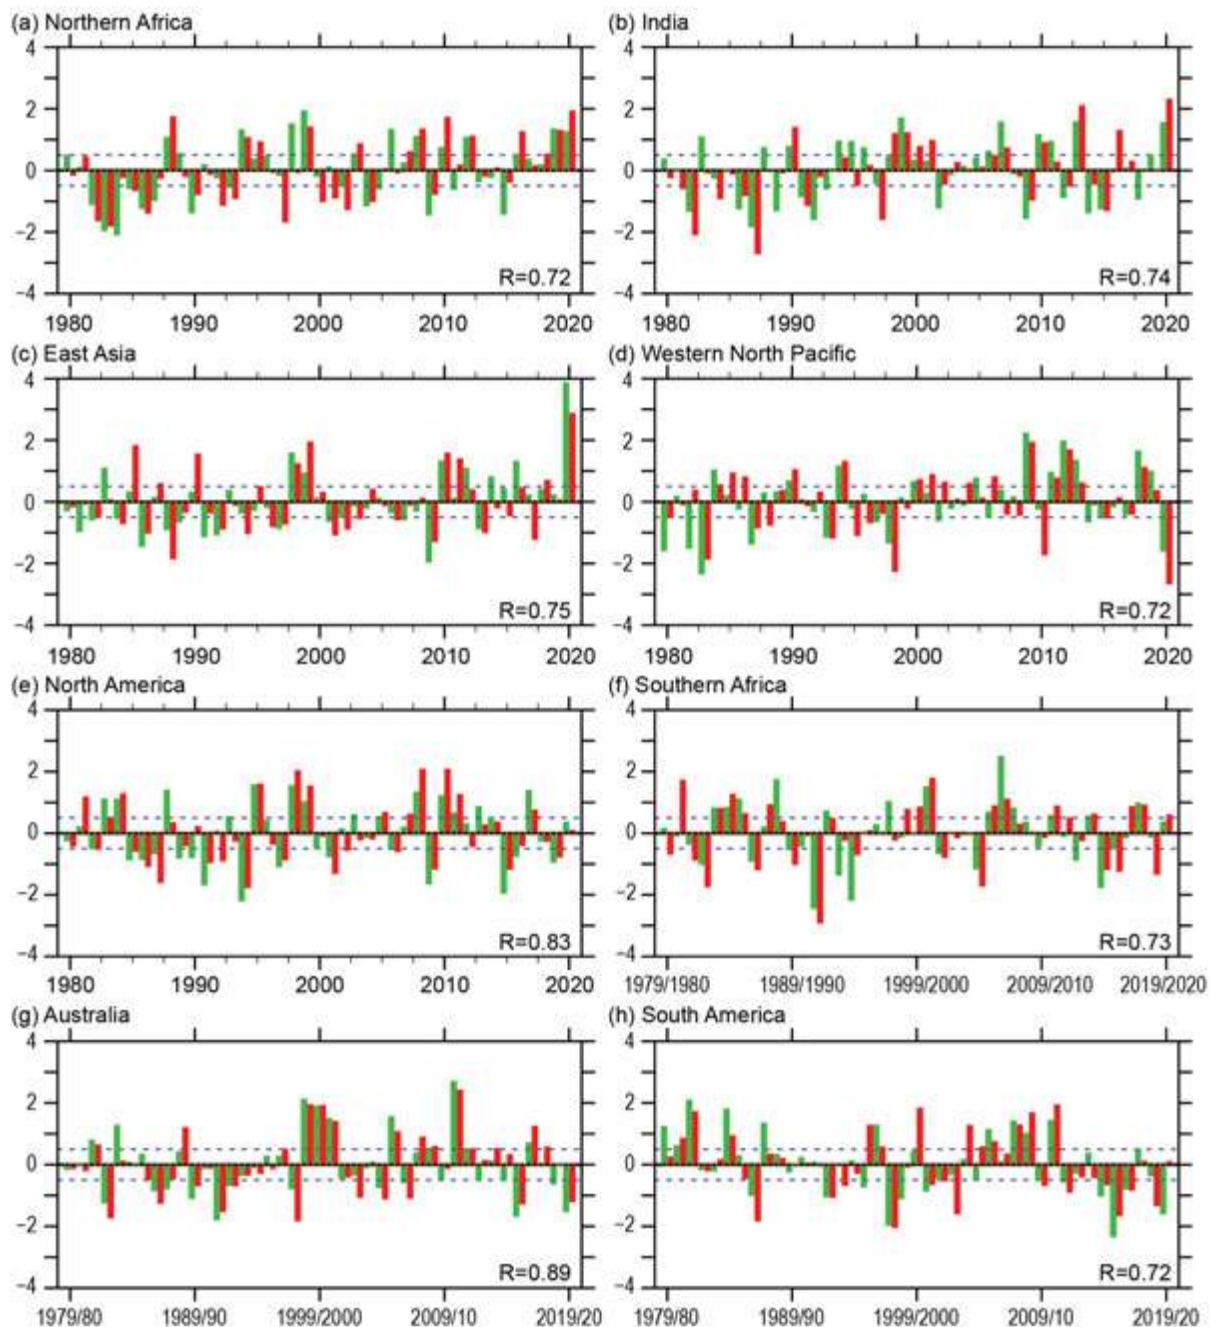 (a) Northern Africa
4
2
0
−2
−4
R=0.72
1980 1990 2000 2010 2020
(b) India
4
2
0
−2
−4
R=0.74
1980 1990 2000 2010 2020
(c) East Asia
4
2
0
−2
−4
R=0.75
1980 1990 2000 2010 2020
(d) Western North Pacific
4
2
0
−2
−4
R=0.72
1980 1990 2000 2010 2020
(e) North America
4
2
0
−2
−4
R=0.83
1980 1990 2000 2010 2020
(f) Southern Africa
4
2
0
−2
−4
R=0.73
1979/1980 1989/1990 1999/2000 2009/2010 2019/2020
(g) Australia
4
2
0
−2
−4
R=0.89
1979/80 1989/90 1999/2000 2009/10 2019/20
(h) South America
4
2
0
−2
−4
R=0.72
1979/80 1989/90 1999/2000 2009/10 2019/20